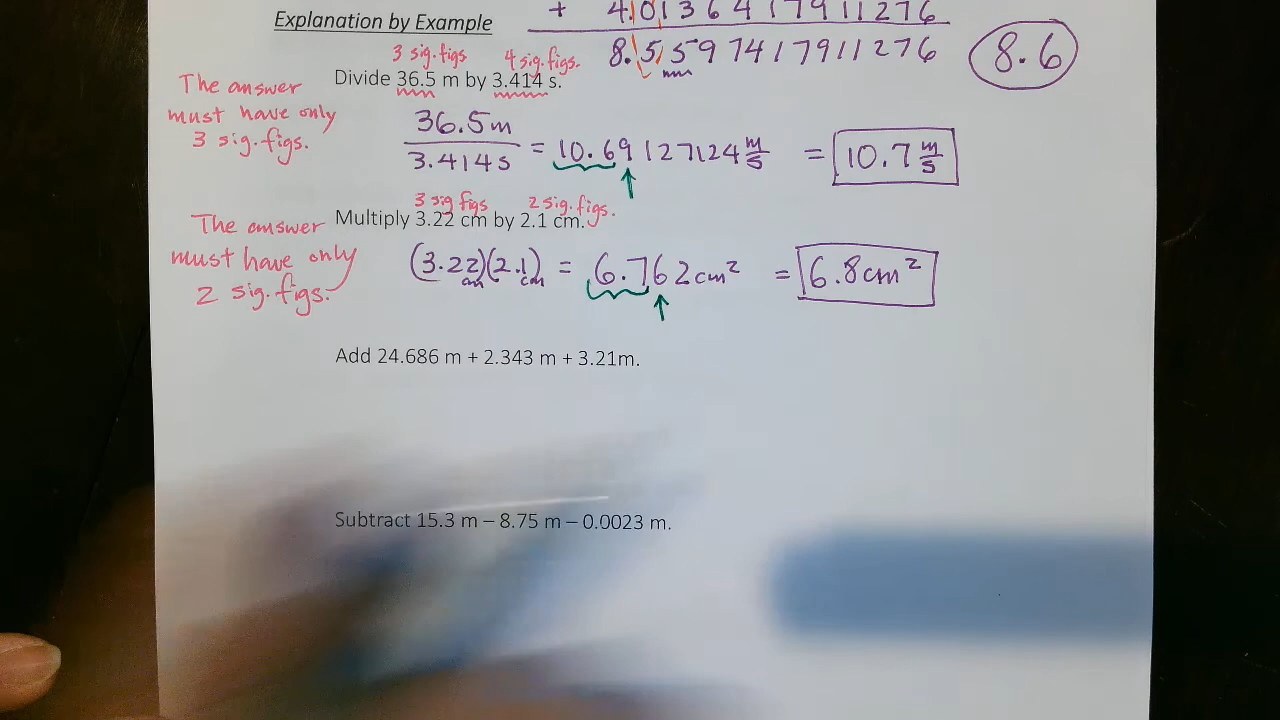 Explanation by Example
+ 4.01364179 11276
8.559 7417911276
8.6
3 sig. figs 4 sig. figs.
Divide 36.5 m by 3.414 s.
The answer
must have only
3 sig. figs.
36.5m
3.414s
= 10.69127124 m/s = 10.7 m/s
3 sig figs 2 sig. figs.
Multiply 3.22 cm by 2.1 cm.
The answer
must have only
2 sig. figs.
(3.22 cm)(2.1 cm) = 6.762 cm² = 6.8 cm²
Add 24.686 m + 2.343 m + 3.21m.
Subtract 15.3 m – 8.75 m – 0.0023 m.